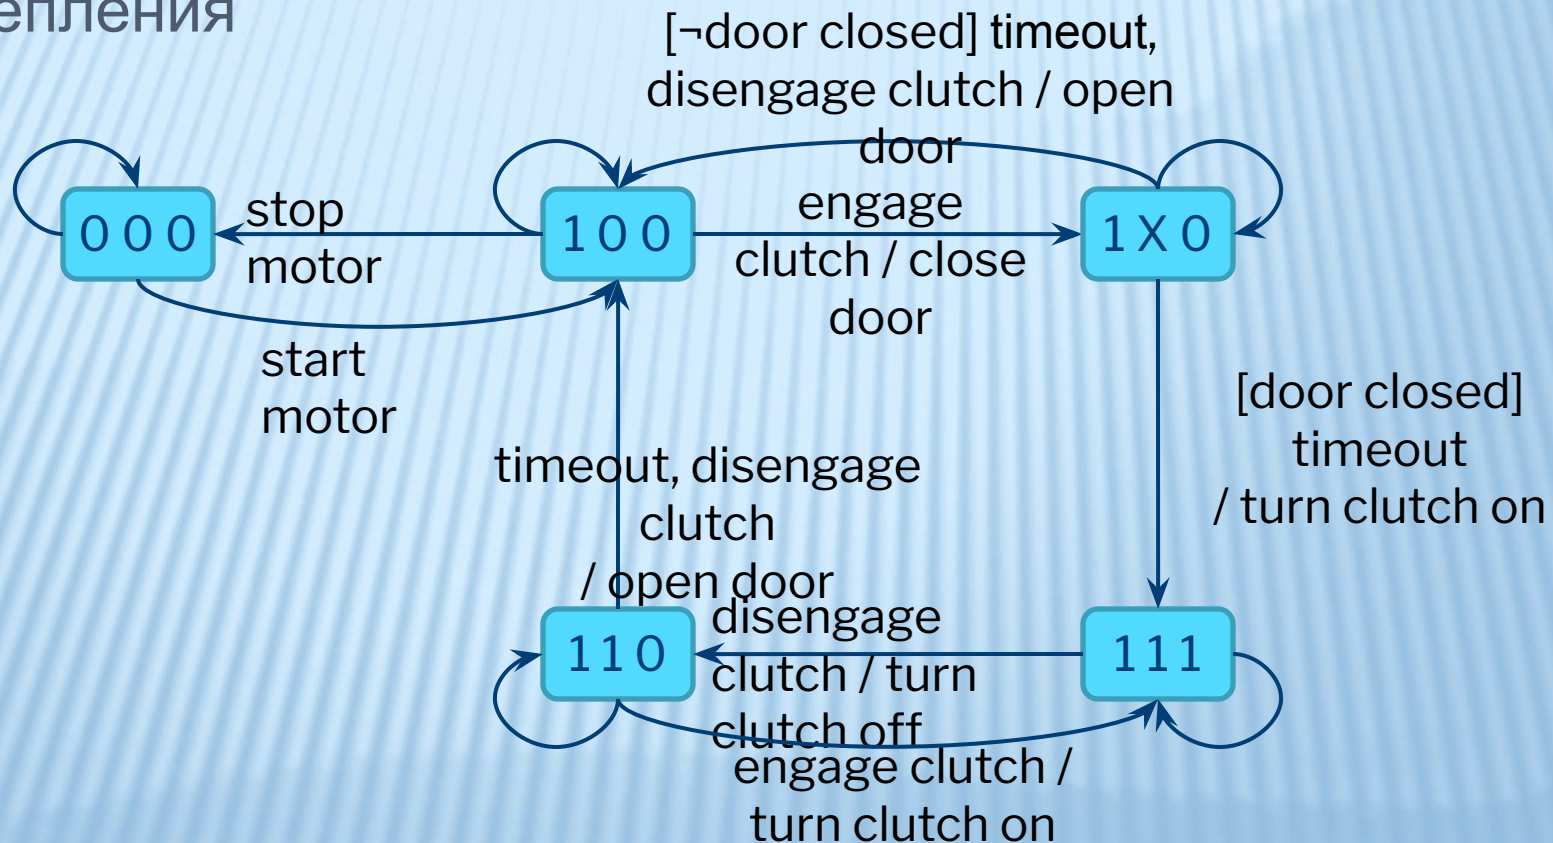 епления
[¬door closed] timeout,
disengage clutch / open
door
0 0 0
stop
motor
1 0 0
engage
clutch / close
door
1 X 0
start
motor
[door closed]
timeout
/ turn clutch on
timeout, disengage
clutch
/ open door
1 1 0
disengage
clutch / turn
clutch off
1 1 1
engage clutch /
turn clutch on